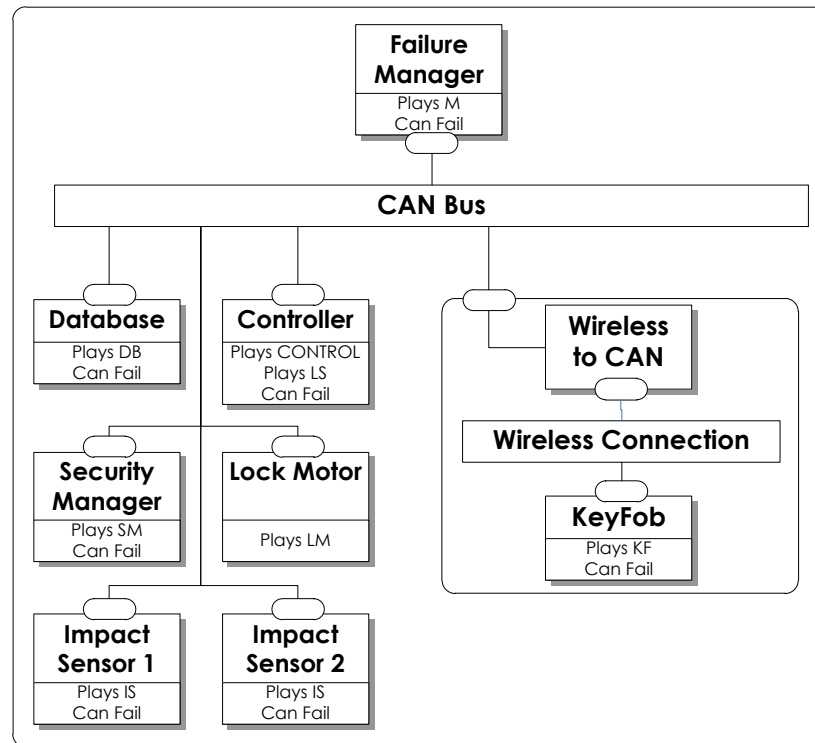 Failure
Manager
Plays M
Can Fail
CAN Bus
Database
Plays DB
Can Fail
Controller
Plays CONTROL
Plays LS
Can Fail
Wireless
to CAN
Wireless Connection
KeyFob
Plays KF
Can Fail
Security
Manager
Plays SM
Can Fail
Lock Motor
Plays LM
Impact
Sensor 1
Plays IS
Can Fail
Impact
Sensor 2
Plays IS
Can Fail